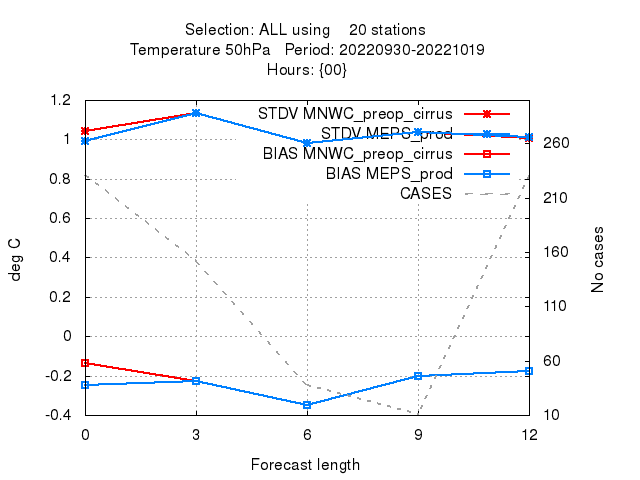 Selection: ALL using 20 stations
Temperature 50hPa Period: 20220930-20221019
Hours: {00}
STDV MNWC_preop_cirrus
STDV MEPS_prod
BIAS MNWC_preop_cirrus
BIAS MEPS_prod
CASES
1.2
1
0.8
0.6
0.4
0.2
0
-0.2
-0.4
deg C
260
210
160
110
60
10
No cases
0 3 6 9 12
Forecast length